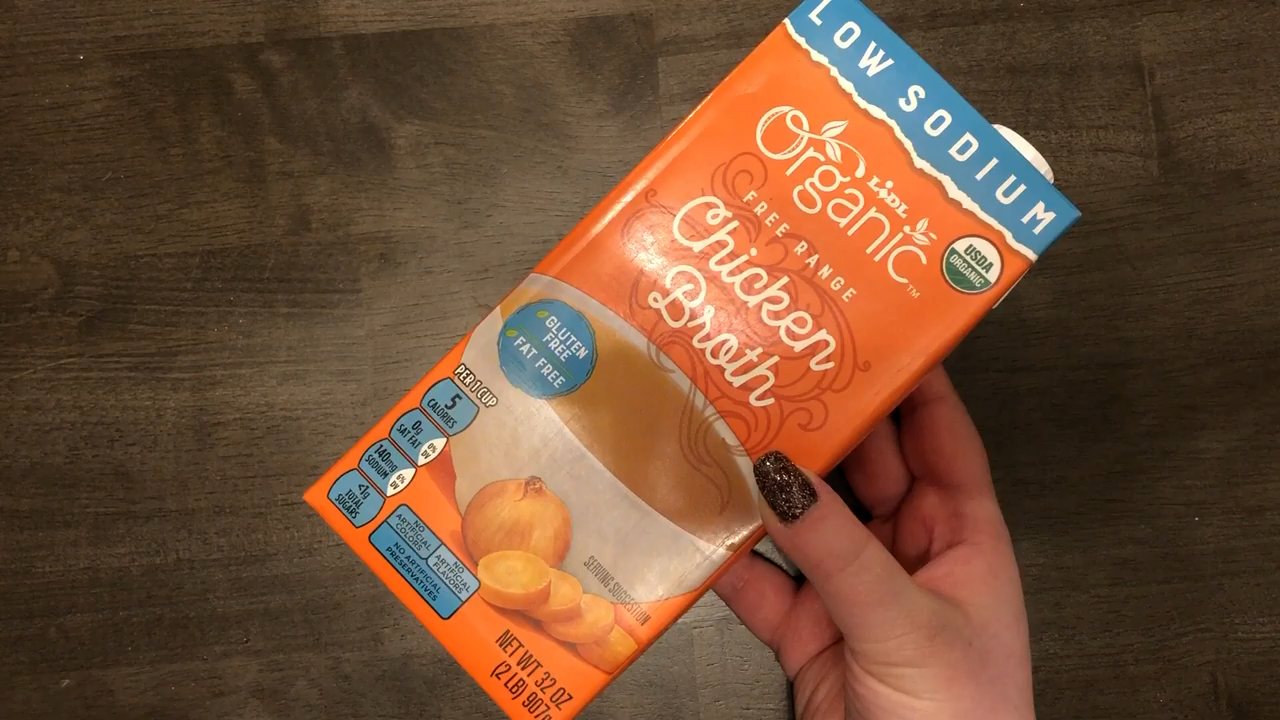 LOW SODIUM
Organic
LiDL
TM
FREE RANGE
Chicken
Broth
USDA
ORGANIC
GLUTEN
FREE
FAT FREE
PER 1 CUP
5
CALORIES
0g
SAT FAT
0%
DV
140mg
SODIUM
6%
DV
<1g
TOTAL
SUGARS
NO
ARTIFICIAL
COLORS
NO
ARTIFICIAL
FLAVORS
NO ARTIFICIAL
PRESERVATIVES
SERVING SUGGESTION
NET WT 32 OZ
(2 LB) 907g